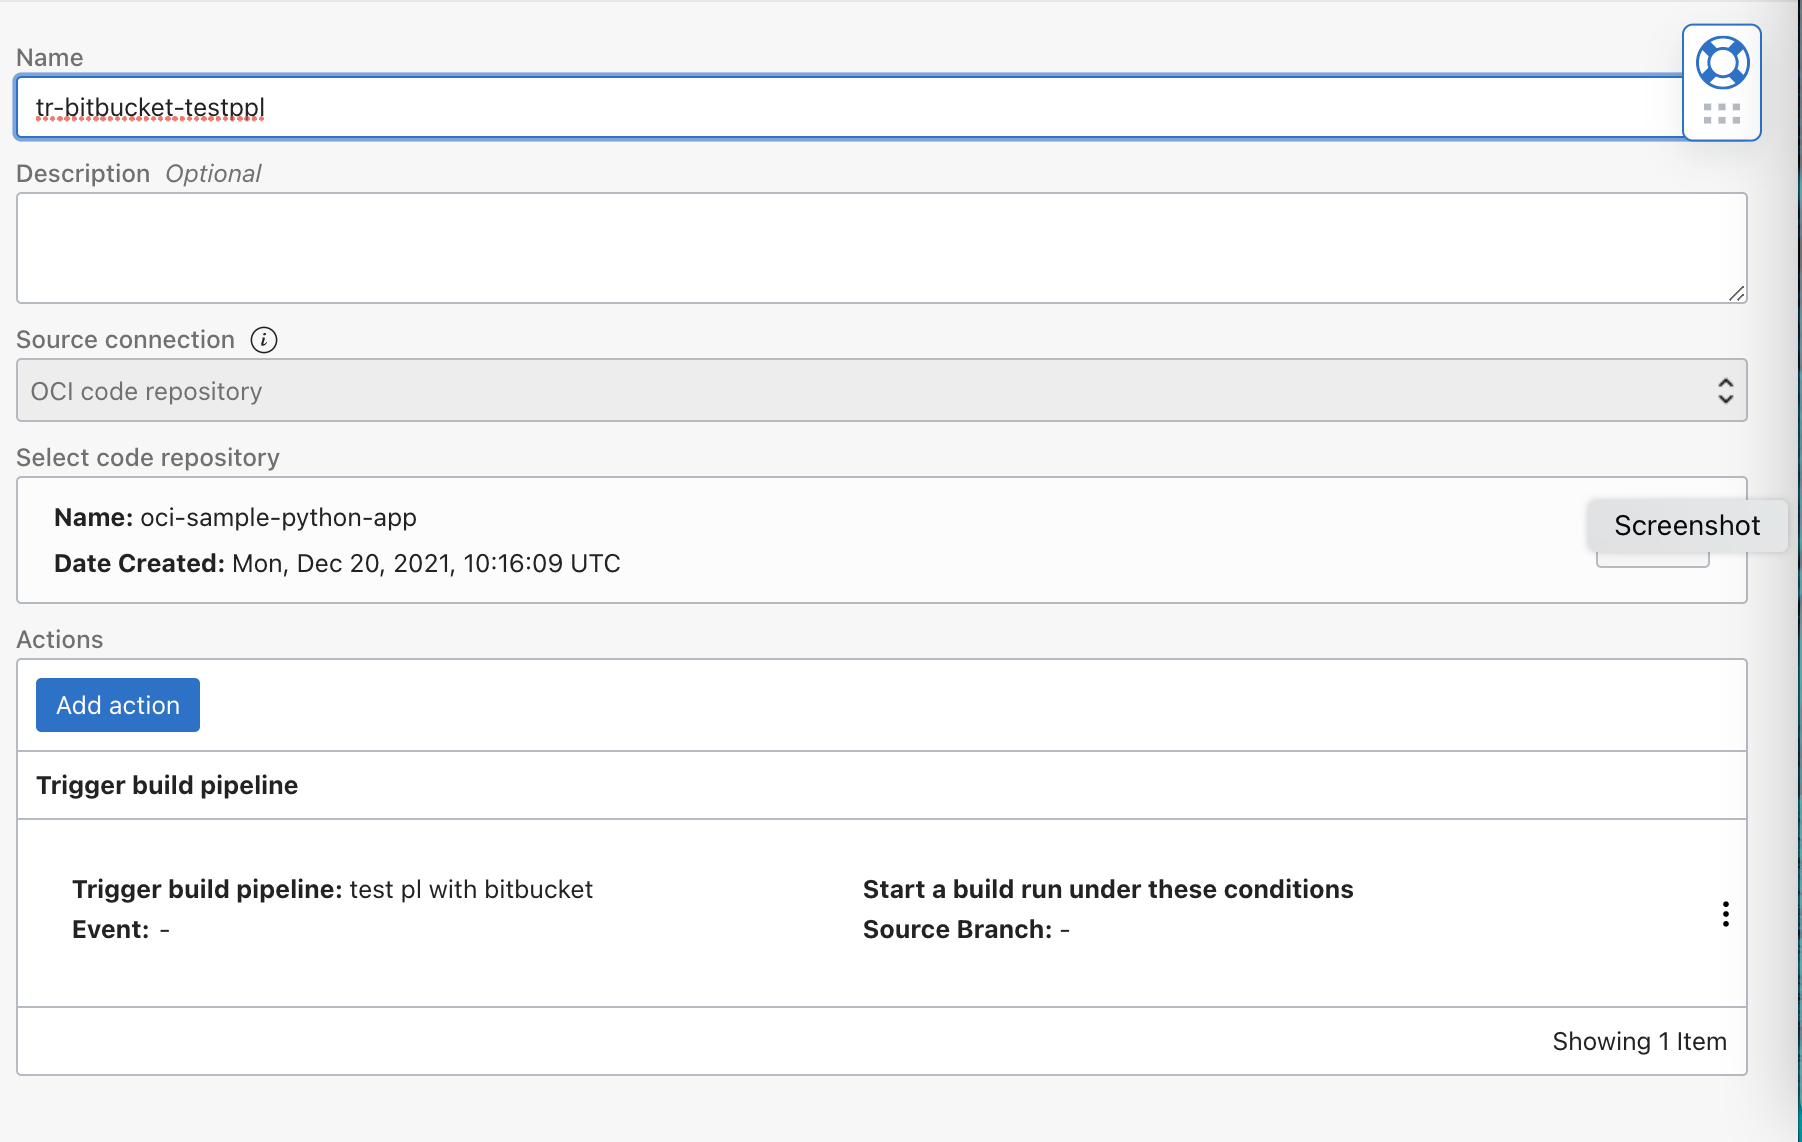 Name
tr-bitbucket-testppl
Description Optional
Source connection i
OCI code repository
Select code repository
Name: oci-sample-python-app
Screenshot
Date Created: Mon, Dec 20, 2021, 10:16:09 UTC
Actions
Add action
Trigger build pipeline
Trigger build pipeline: test pl with bitbucket
Event: -
Start a build run under these conditions
Source Branch: -
Showing 1 Item